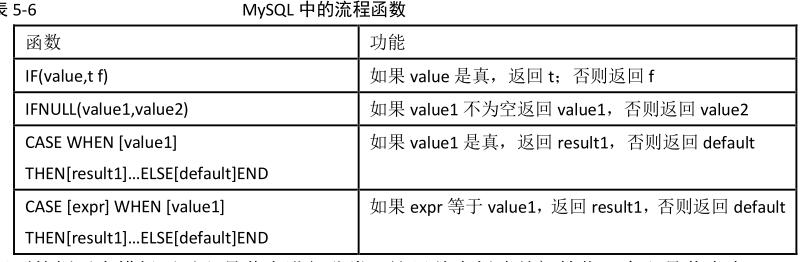 表 5-6 MySQL 中的流程函数
函数 功能
IF(value,t f) 如果 value 是真，返回 t；否则返回 f
IFNULL(value1,value2) 如果 value1 不为空返回 value1，否则返回 value2
CASE WHEN [value1] 如果 value1 是真，返回 result1，否则返回 default
THEN[result1]…ELSE[default]END
CASE [expr] WHEN [value1] 如果 expr 等于 value1，返回 result1，否则返回 default
THEN[result1]…ELSE[default]END